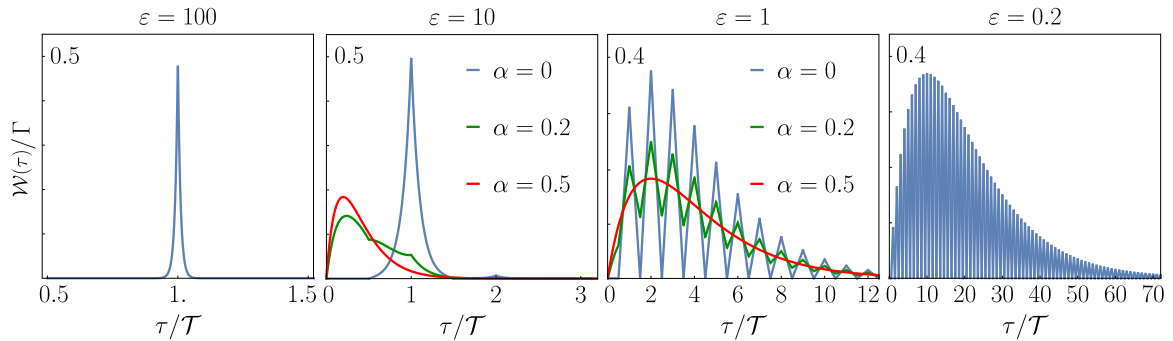 ε = 100
ε = 10
ε = 1
ε = 0.2
𝒲(τ)/Γ
0.5
0.5 1. 1.5
τ/𝒯
0.5
α = 0
α = 0.2
α = 0.5
0 1 2 3
τ/𝒯
0.4
α = 0
α = 0.2
α = 0.5
0 2 4 6 8 10 12
τ/𝒯
0.4
0 10 20 30 40 50 60 70
τ/𝒯